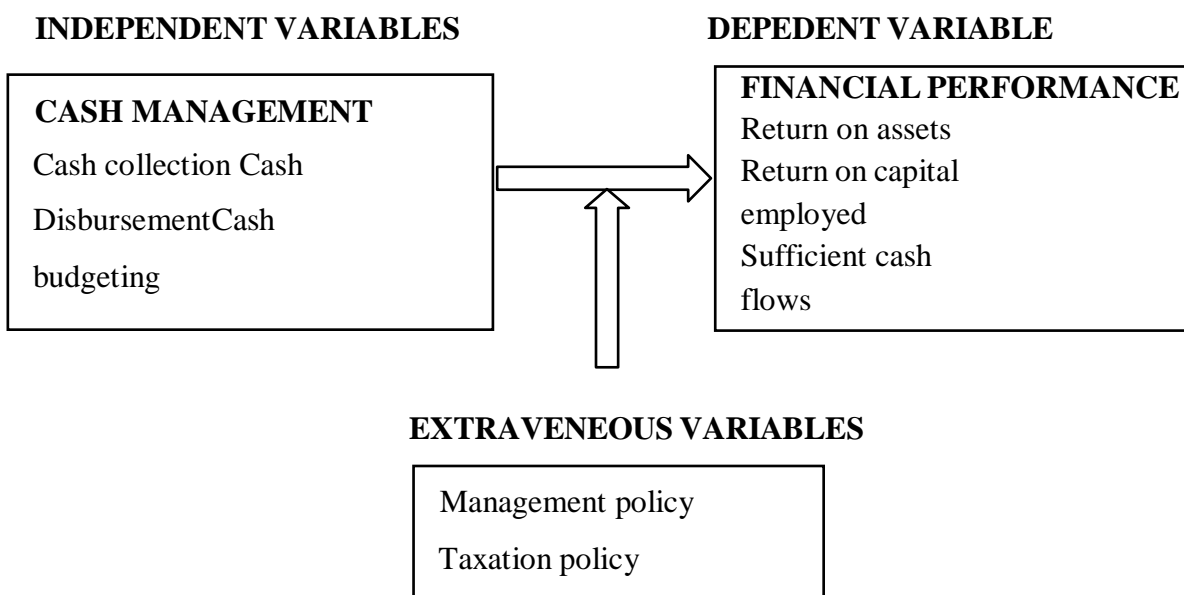 INDEPENDENT VARIABLES
DEPEDENT VARIABLE
CASH MANAGEMENT
Cash collection Cash
DisbursementCash
budgeting
FINANCIAL PERFORMANCE
Return on assets
Return on capital
employed
Sufficient cash
flows
EXTRAVENEOUS VARIABLES
Management policy
Taxation policy